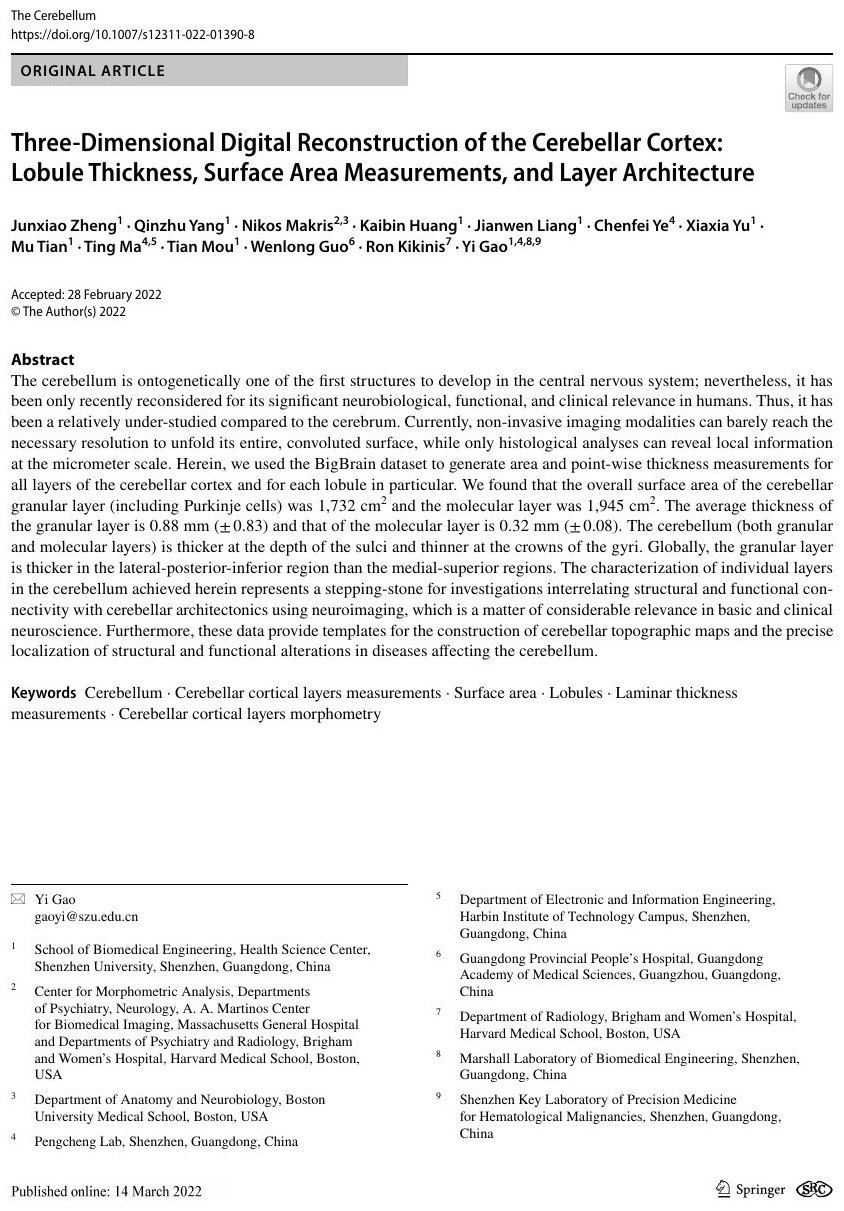 The Cerebellum
https://doi.org/10.1007/s12311-022-01390-8
ORIGINAL ARTICLE
Check for
updates
Three-Dimensional Digital Reconstruction of the Cerebellar Cortex:
Lobule Thickness, Surface Area Measurements, and Layer Architecture
Junxiao Zheng1 · Qinzhu Yang1 · Nikos Makris2,3 · Kaibin Huang1 · Jianwen Liang1 · Chenfei Ye4 · Xiaxia Yu1 ·
Mu Tian1 · Ting Ma4,5 · Tian Mou1 · Wenlong Guo6 · Ron Kikinis7 · Yi Gao1,4,8,9
Accepted: 28 February 2022
© The Author(s) 2022
Abstract
The cerebellum is ontogenetically one of the first structures to develop in the central nervous system; nevertheless, it has
been only recently reconsidered for its significant neurobiological, functional, and clinical relevance in humans. Thus, it has
been a relatively under-studied compared to the cerebrum. Currently, non-invasive imaging modalities can barely reach the
necessary resolution to unfold its entire, convoluted surface, while only histological analyses can reveal local information
at the micrometer scale. Herein, we used the BigBrain dataset to generate area and point-wise thickness measurements for
all layers of the cerebellar cortex and for each lobule in particular. We found that the overall surface area of the cerebellar
granular layer (including Purkinje cells) was 1,732 cm2 and the molecular layer was 1,945 cm2. The average thickness of
the granular layer is 0.88 mm (±0.83) and that of the molecular layer is 0.32 mm (±0.08). The cerebellum (both granular
and molecular layers) is thicker at the depth of the sulci and thinner at the crowns of the gyri. Globally, the granular layer
is thicker in the lateral-posterior-inferior region than the medial-superior regions. The characterization of individual layers
in the cerebellum achieved herein represents a stepping-stone for investigations interrelating structural and functional con-
nectivity with cerebellar architectonics using neuroimaging, which is a matter of considerable relevance in basic and clinical
neuroscience. Furthermore, these data provide templates for the construction of cerebellar topographic maps and the precise
localization of structural and functional alterations in diseases affecting the cerebellum.
Keywords Cerebellum · Cerebellar cortical layers measurements · Surface area · Lobules · Laminar thickness
measurements · Cerebellar cortical layers morphometry
Yi Gao
gaoyi@szu.edu.cn
1 School of Biomedical Engineering, Health Science Center,
Shenzhen University, Shenzhen, Guangdong, China
2 Center for Morphometric Analysis, Departments
of Psychiatry, Neurology, A. A. Martinos Center
for Biomedical Imaging, Massachusetts General Hospital
and Departments of Psychiatry and Radiology, Brigham
and Women's Hospital, Harvard Medical School, Boston,
USA
3 Department of Anatomy and Neurobiology, Boston
University Medical School, Boston, USA
4 Pengcheng Lab, Shenzhen, Guangdong, China
5 Department of Electronic and Information Engineering,
Harbin Institute of Technology Campus, Shenzhen,
Guangdong, China
6 Guangdong Provincial People's Hospital, Guangdong
Academy of Medical Sciences, Guangzhou, Guangdong,
China
7 Department of Radiology, Brigham and Women's Hospital,
Harvard Medical School, Boston, USA
8 Marshall Laboratory of Biomedical Engineering, Shenzhen,
Guangdong, China
9 Shenzhen Key Laboratory of Precision Medicine
for Hematological Malignancies, Shenzhen, Guangdong,
China
Published online: 14 March 2022
Springer
SRC